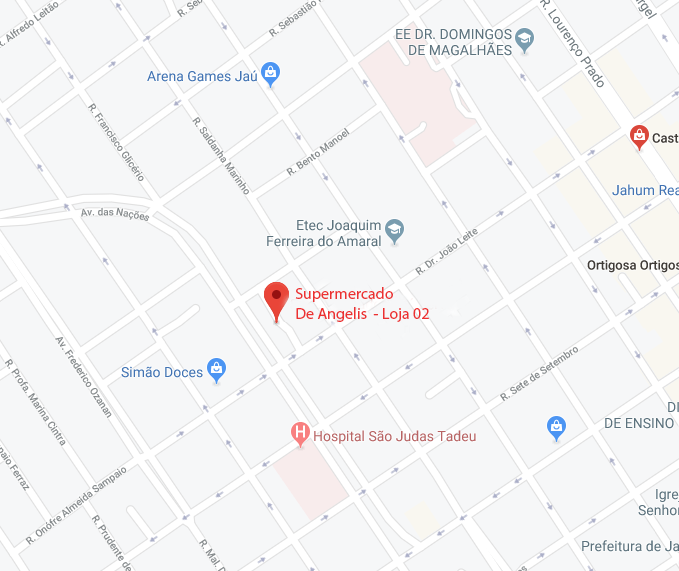 R. Alfredo Leitão
R. Sebastião
R. Sebastião
EE DR. DOMINGOS
DE MAGALHÃES
R. Lourenço Prado
Arena Games Jaú
R. Francisco Glicério
R. Saldanha Marinho
R. Bento Manoel
Cast
Jahum Rea
Av. das Nações
Etec Joaquim
Ferreira do Amaral
R. Dr. João Leite
Ortigosa Ortigos
Supermercado
De Angelis - Loja 02
Av. Frederico Ozanan
Simão Doces
R. Sete de Setembro
R. Profa. Marina Cintra
DE ENSINO
Hospital São Judas Tadeu
R. Onófre Almeida Sampaio
Ferraz
Igre
Senhor
R. Prudente de
R. Mal. D
Prefeitura de Ja